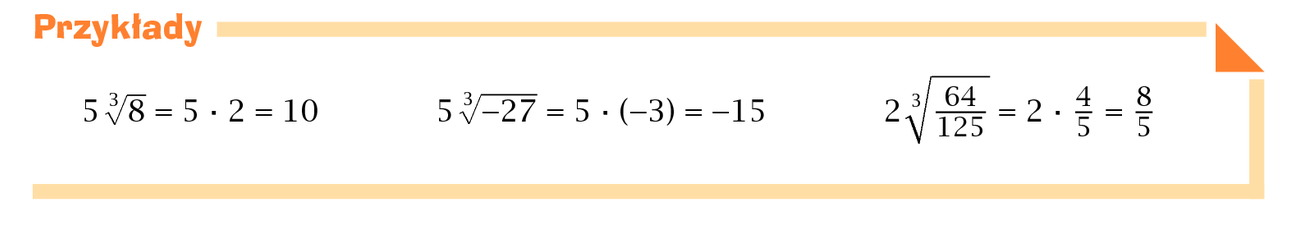 Przykłady
5 ∛8 = 5 · 2 = 10 5 ∛−27 = 5 · (−3) = −15 2 ∛(64/125) = 2 · 4/5 = 8/5